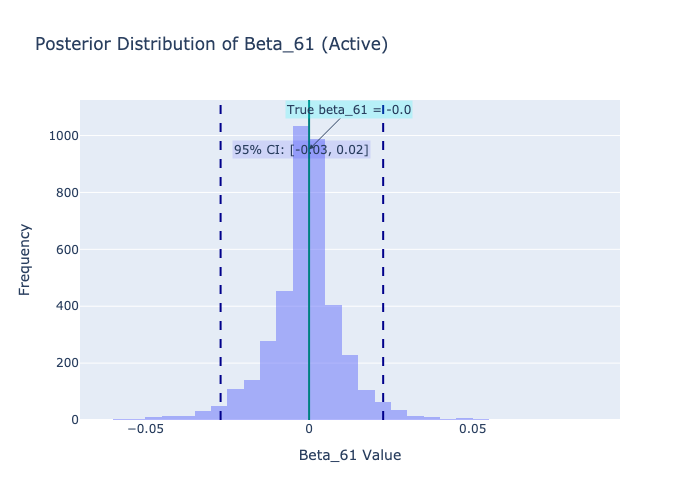 Posterior Distribution of Beta_61 (Active)
True beta_61 = -0.0
95% CI: [-0.03, 0.02]
1000
800
600
400
200
0
Frequency
−0.05
0
0.05
Beta_61 Value